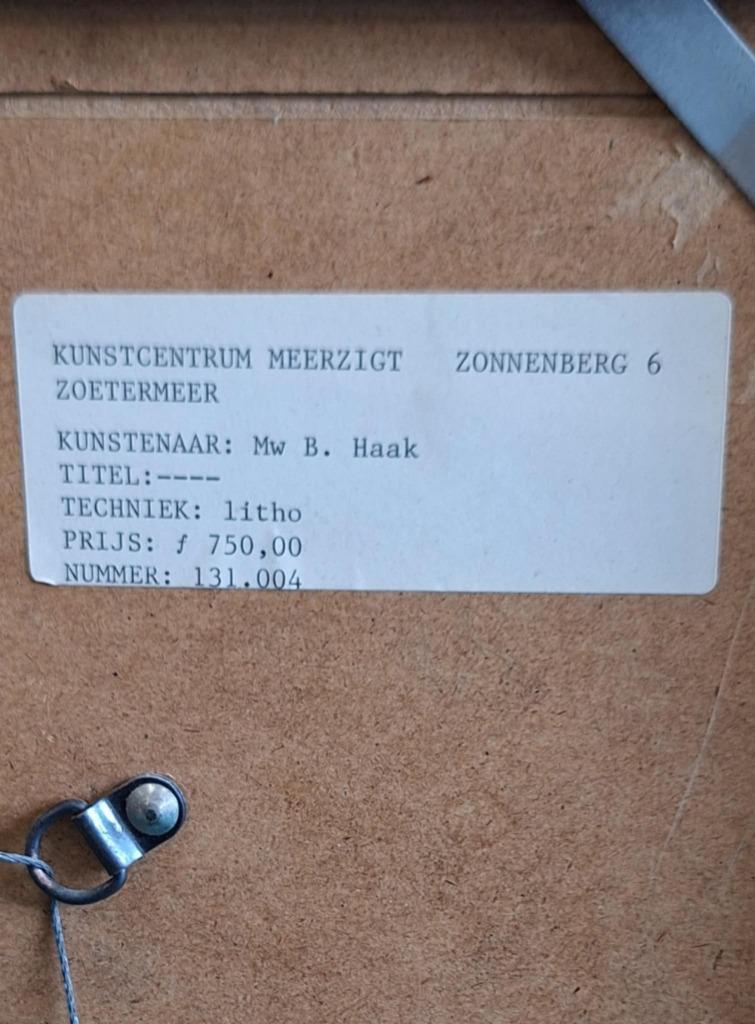 KUNSTCENTRUM MEERZIGT ZONNENBERG 6
ZOETERMEER
KUNSTENAAR: Mw B. Haak
TITEL:----
TECHNIEK: litho
PRIJS: ƒ 750,00
NUMMER: 131.004